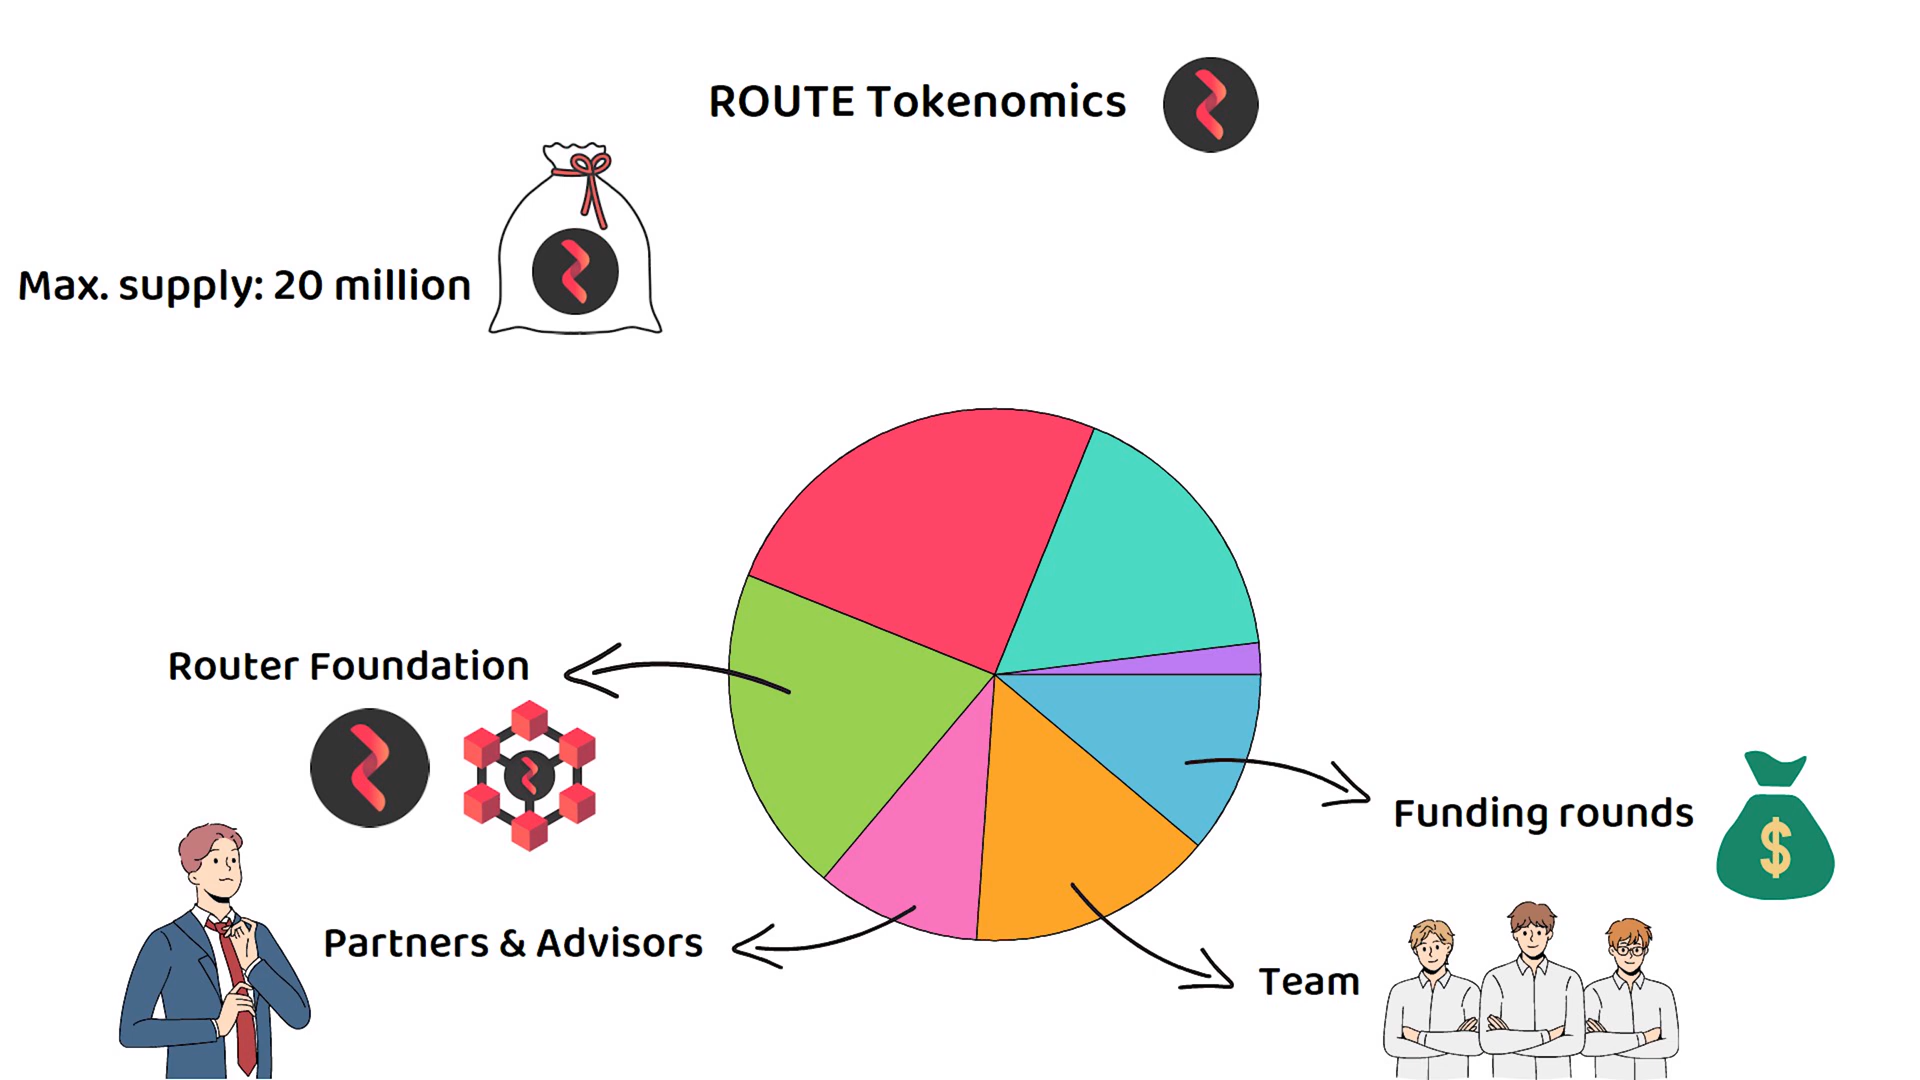 ROUTE Tokenomics
Max. supply: 20 million
Router Foundation
Funding rounds
$
Partners & Advisors
Team